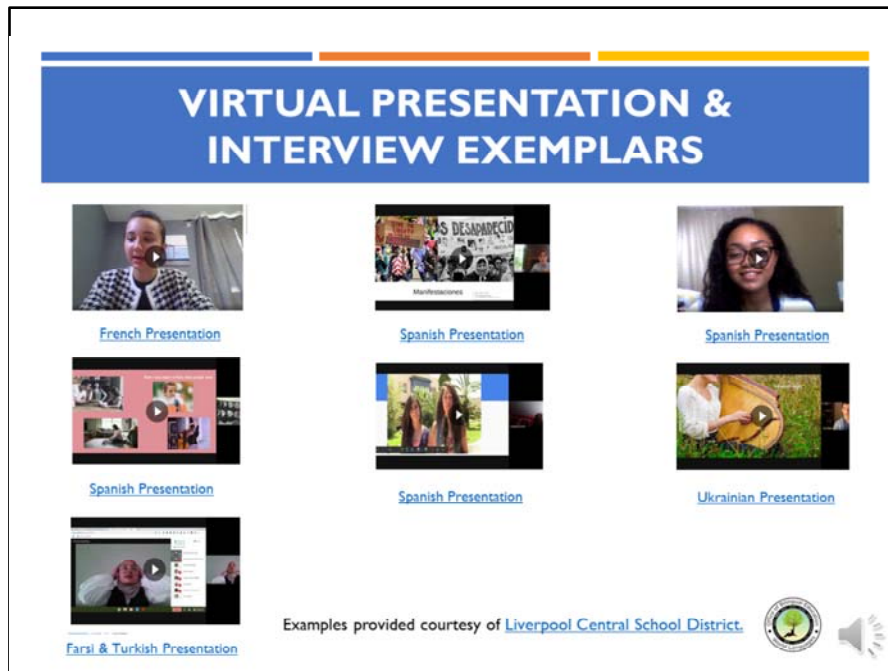 VIRTUAL PRESENTATION &
INTERVIEW EXEMPLARS
S DESAPARECID
Manifestaciones
French Presentation
Spanish Presentation
Spanish Presentation
Spanish Presentation
Spanish Presentation
Ukrainian Presentation
Farsi & Turkish Presentation
Examples provided courtesy of Liverpool Central School District.